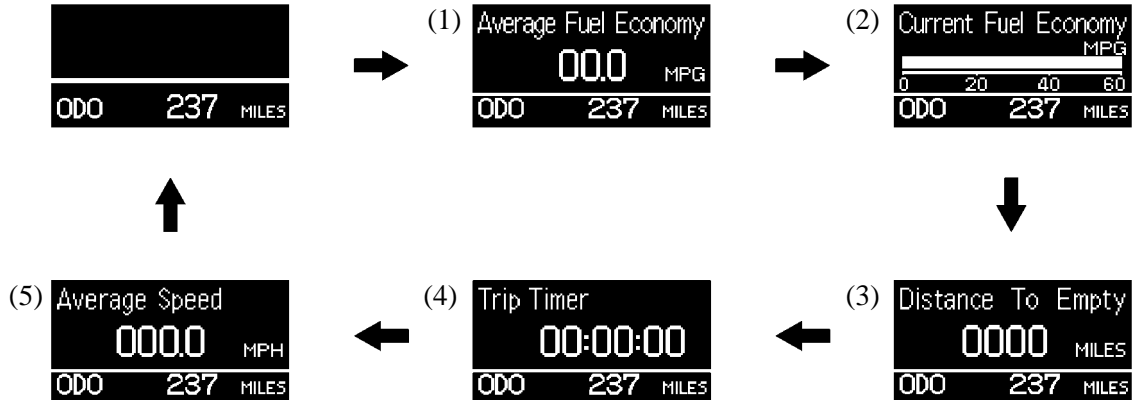 ODO 237 MILES
(1)
Average Fuel Economy
00.0 MPG
ODO 237 MILES
(2)
Current Fuel Economy
MPG
0 20 40 60
ODO 237 MILES
(3)
Distance To Empty
0000 MILES
ODO 237 MILES
(4)
Trip Timer
00:00:00
ODO 237 MILES
(5)
Average Speed
000.0 MPH
ODO 237 MILES